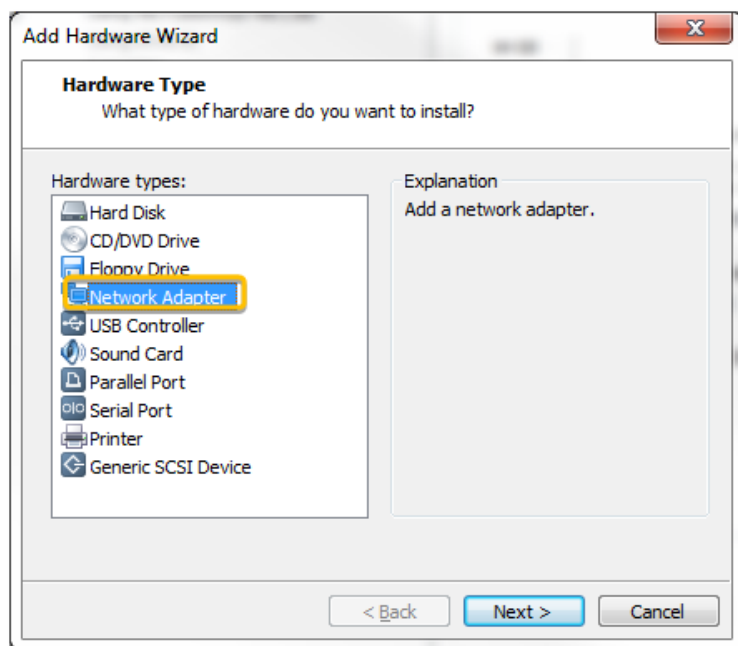 Add Hardware Wizard
Hardware Type
What type of hardware do you want to install?
Hardware types:
Hard Disk
CD/DVD Drive
Floppy Drive
Network Adapter
USB Controller
Sound Card
Parallel Port
Serial Port
Printer
Generic SCSI Device
Explanation
Add a network adapter.
< Back
Next >
Cancel